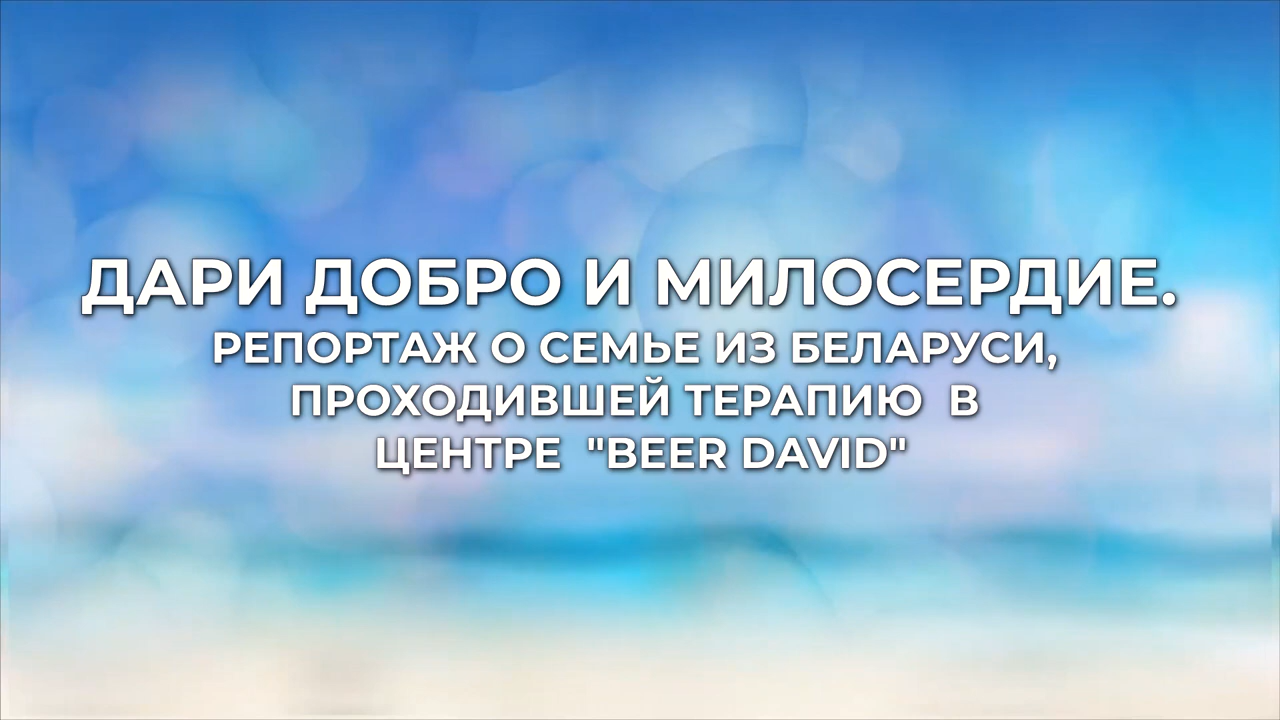 ДАРИ ДОБРО И МИЛОСЕРДИЕ.
РЕПОРТАЖ О СЕМЬЕ ИЗ БЕЛАРУСИ,
ПРОХОДИВШЕЙ ТЕРАПИЮ В
ЦЕНТРЕ "BEER DAVID"